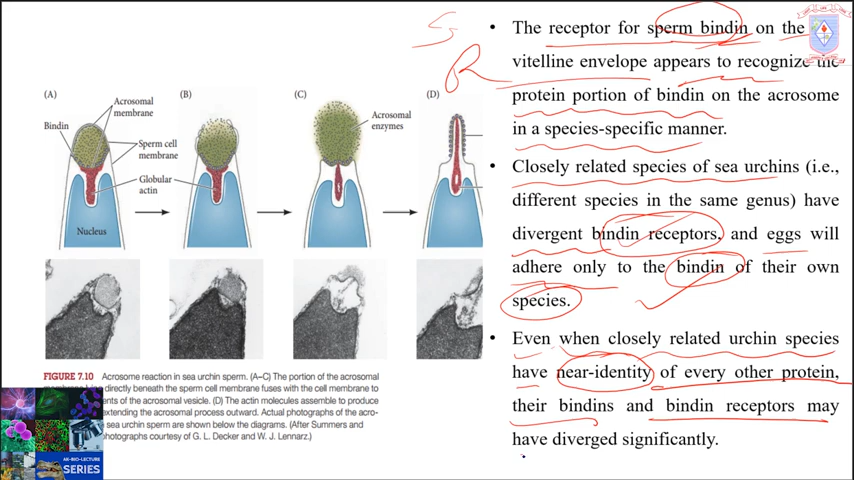 (A)
(B)
(C)
(D)
Acrosomal
membrane
Bindin
Sperm cell
membrane
Globular
actin
Nucleus
Acrosomal
enzymes
FIGURE 7.10 Acrosome reaction in sea urchin sperm. (A–C) The portion of the acrosomal
directly beneath the sperm cell membrane fuses with the cell membrane to
ents of the acrosomal vesicle. (D) The actin molecules assemble to produce
extending the acrosomal process outward. Actual photographs of the acro-
sea urchin sperm are shown below the diagrams. (After Summers and
hotographs courtesy of G. L. Decker and W. J. Lennarz.)
AK-BIO-LECTURE
SERIES
S
R
• The receptor for sperm bindin on the
vitelline envelope appears to recognize the
protein portion of bindin on the acrosome
in a species-specific manner.
• Closely related species of sea urchins (i.e.,
different species in the same genus) have
divergent bindin receptors, and eggs will
adhere only to the bindin of their own
species.
• Even when closely related urchin species
have near-identity of every other protein,
their bindins and bindin receptors may
have diverged significantly.